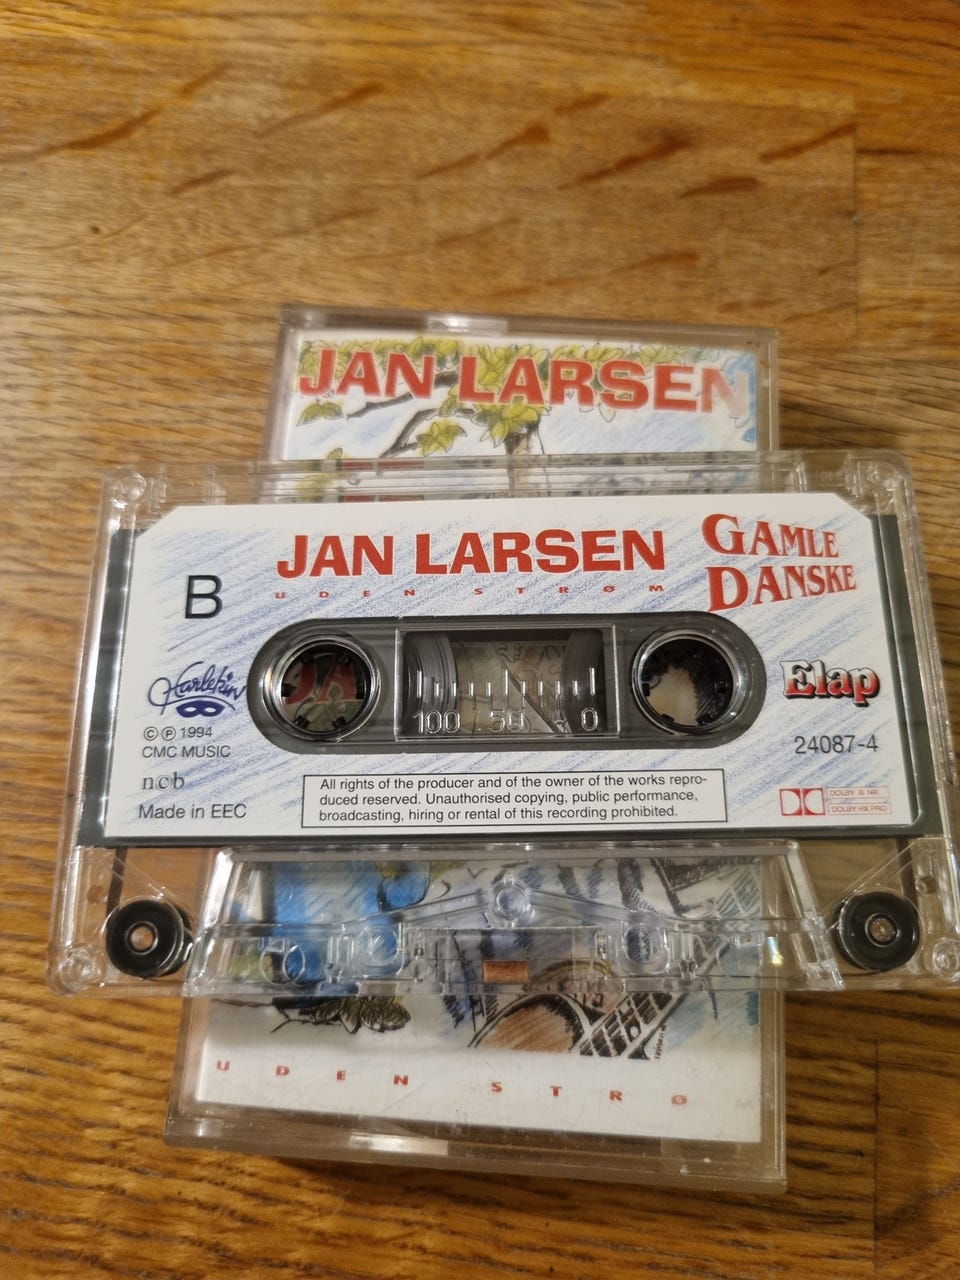 JAN LARSEN
JAN LARSEN
GAMLE
DANSKE
UDEN STRØM
B
Harlekin
Elap
© ℗ 1994
CMC MUSIC
100 50 0
24087-4
ncb
Made in EEC
All rights of the producer and of the owner of the works repro-
duced reserved. Unauthorised copying, public performance,
broadcasting, hiring or rental of this recording prohibited.
DOLBY B NR
DOLBY HX PRO
UDEN STRØ